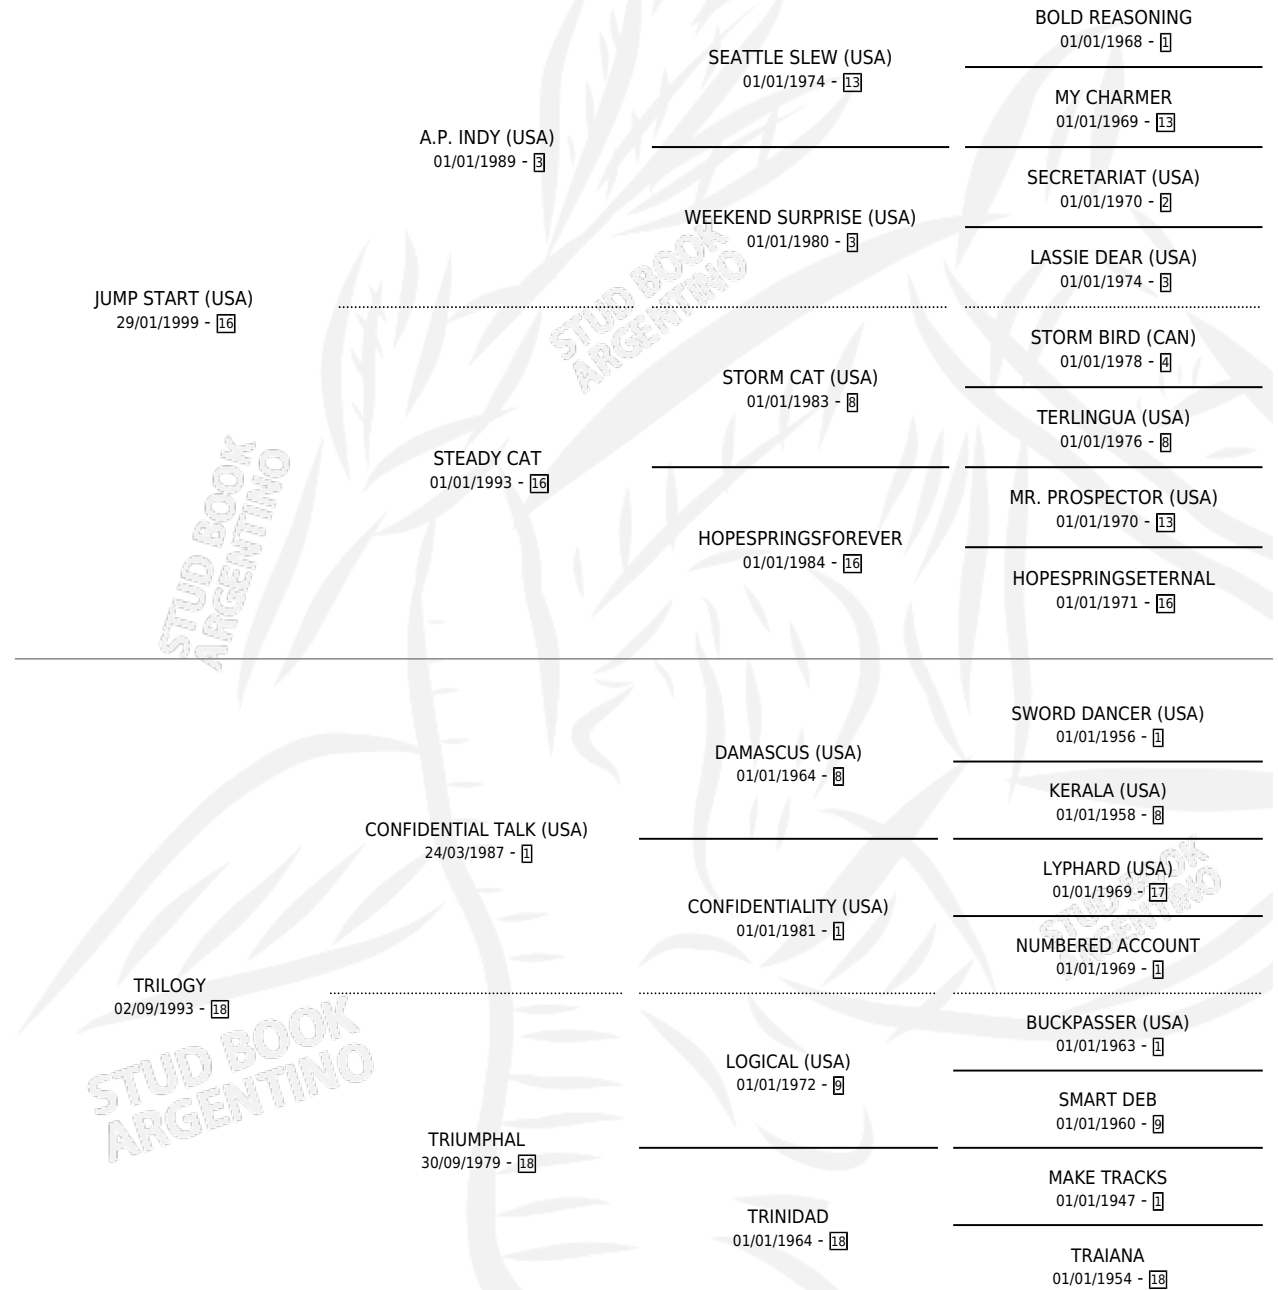 BOLD REASONING
01/01/1968 - 1
SEATTLE SLEW (USA)
01/01/1974 - 13
MY CHARMER
01/01/1969 - 13
A.P. INDY (USA)
01/01/1989 - 3
SECRETARIAT (USA)
01/01/1970 - 2
WEEKEND SURPRISE (USA)
01/01/1980 - 3
LASSIE DEAR (USA)
01/01/1974 - 3
JUMP START (USA)
29/01/1999 - 16
STORM BIRD (CAN)
01/01/1978 - 4
STORM CAT (USA)
01/01/1983 - 8
TERLINGUA (USA)
01/01/1976 - 8
STEADY CAT
01/01/1993 - 16
MR. PROSPECTOR (USA)
01/01/1970 - 13
HOPESPRINGSFOREVER
01/01/1984 - 16
HOPESPRINGSETERNAL
01/01/1971 - 16
SWORD DANCER (USA)
01/01/1956 - 1
DAMASCUS (USA)
01/01/1964 - 8
KERALA (USA)
01/01/1958 - 8
CONFIDENTIAL TALK (USA)
24/03/1987 - 1
LYPHARD (USA)
01/01/1969 - 17
CONFIDENTIALITY (USA)
01/01/1981 - 1
NUMBERED ACCOUNT
01/01/1969 - 1
TRILOGY
02/09/1993 - 18
BUCKPASSER (USA)
01/01/1963 - 1
LOGICAL (USA)
01/01/1972 - 9
SMART DEB
01/01/1960 - 9
TRIUMPHAL
30/09/1979 - 18
MAKE TRACKS
01/01/1947 - 1
TRINIDAD
01/01/1964 - 18
TRAIANA
01/01/1954 - 18
STUD BOOK
ARGENTINO
STUD BOOK
ARGENTINO
STUD BOOK
ARGENTINO
STUD BOOK
ARGENTINO